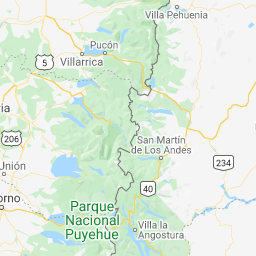 Villa Pehuenia
Pucón
5
Villarrica
ria
206
San Martín
de Los Andes
234
Unión
40
orno
Parque
Nacional
Puyehue
Villa la
Angostura